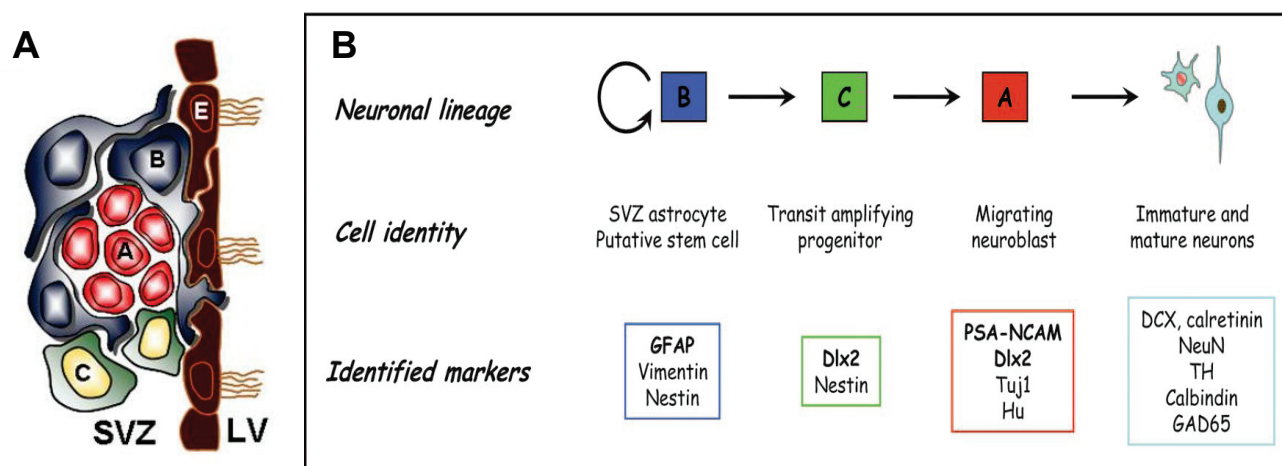 A
E
B
A
C
SVZ
LV
B
Neuronal lineage
B
C
A
Cell identity
SVZ astrocyte
Putative stem cell
Transit amplifying
progenitor
Migrating
neuroblast
Immature and
mature neurons
Identified markers
GFAP
Vimentin
Nestin
Dlx2
Nestin
PSA-NCAM
Dlx2
Tuj1
Hu
DCX, calretinin
NeuN
TH
Calbindin
GAD65